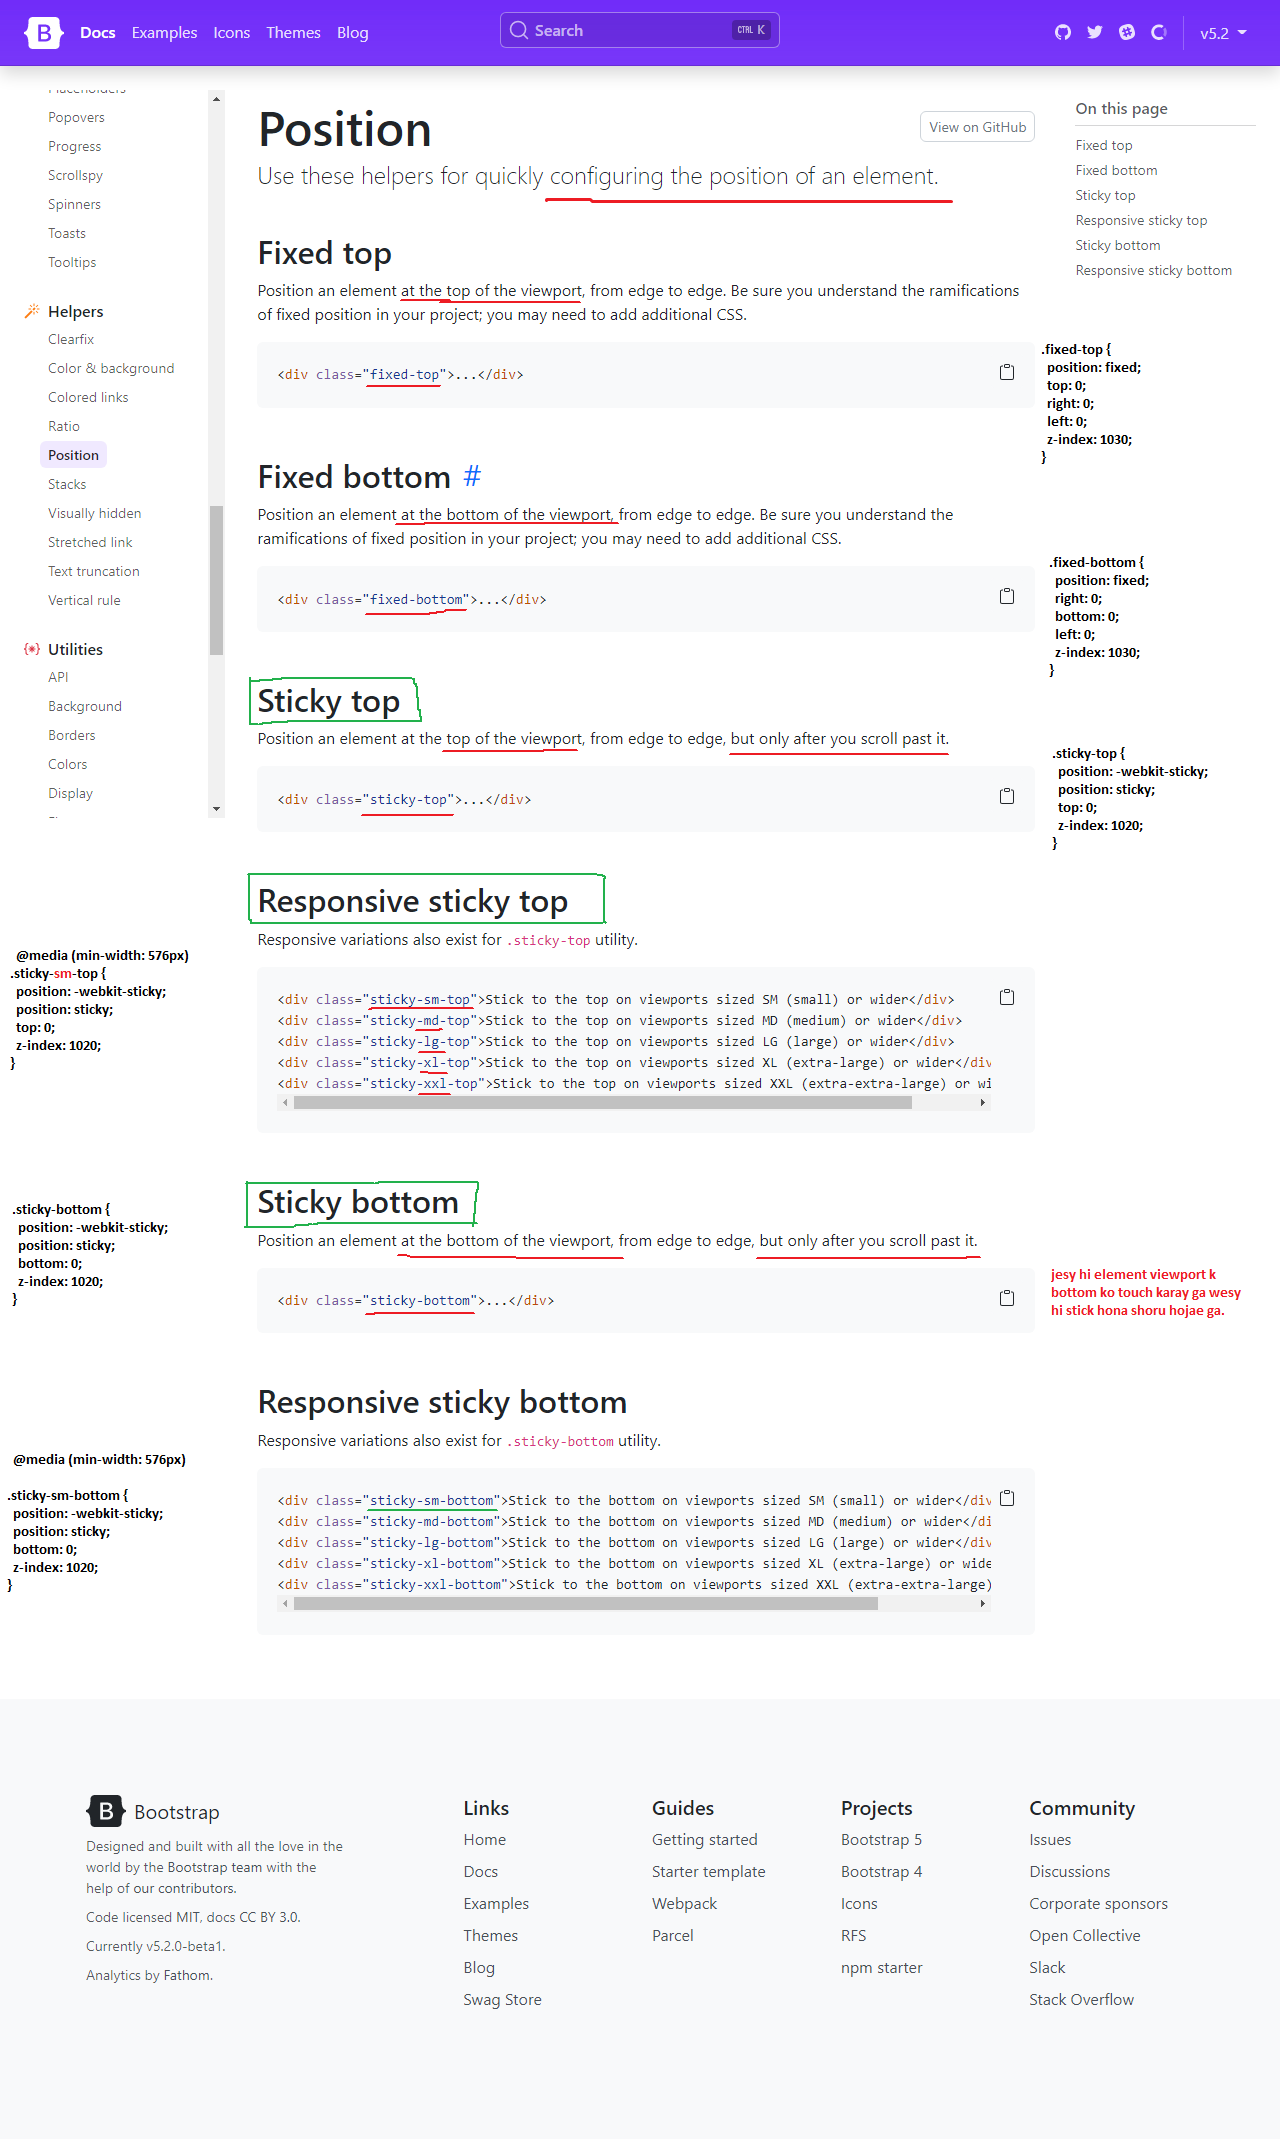 B Docs Examples Icons Themes Blog Search CTRL K v5.2
Placeholders
Popovers
Progress
Scrollspy
Spinners
Toasts
Tooltips
Helpers
Clearfix
Color & background
Colored links
Ratio
Position
Stacks
Visually hidden
Stretched link
Text truncation
Vertical rule
Utilities
API
Background
Borders
Colors
Display
Position
View on GitHub
Use these helpers for quickly configuring the position of an element.
On this page
Fixed top
Fixed bottom
Sticky top
Responsive sticky top
Sticky bottom
Responsive sticky bottom
Fixed top
Position an element at the top of the viewport, from edge to edge. Be sure you understand the ramifications
of fixed position in your project; you may need to add additional CSS.
<div class="fixed-top">...</div>
.fixed-top {
position: fixed;
top: 0;
right: 0;
left: 0;
z-index: 1030;
}
Fixed bottom #
Position an element at the bottom of the viewport, from edge to edge. Be sure you understand the
ramifications of fixed position in your project; you may need to add additional CSS.
<div class="fixed-bottom">...</div>
.fixed-bottom {
position: fixed;
right: 0;
bottom: 0;
left: 0;
z-index: 1030;
}
Sticky top
Position an element at the top of the viewport, from edge to edge, but only after you scroll past it.
<div class="sticky-top">...</div>
.sticky-top {
position: -webkit-sticky;
position: sticky;
top: 0;
z-index: 1020;
}
Responsive sticky top
Responsive variations also exist for .sticky-top utility.
@media (min-width: 576px)
.sticky-sm-top {
position: -webkit-sticky;
position: sticky;
top: 0;
z-index: 1020;
}
<div class="sticky-sm-top">Stick to the top on viewports sized SM (small) or wider</div>
<div class="sticky-md-top">Stick to the top on viewports sized MD (medium) or wider</div>
<div class="sticky-lg-top">Stick to the top on viewports sized LG (large) or wider</div>
<div class="sticky-xl-top">Stick to the top on viewports sized XL (extra-large) or wider</div
<div class="sticky-xxl-top">Stick to the top on viewports sized XXL (extra-extra-large) or wi
Sticky bottom
Position an element at the bottom of the viewport, from edge to edge, but only after you scroll past it.
.sticky-bottom {
position: -webkit-sticky;
position: sticky;
bottom: 0;
z-index: 1020;
}
<div class="sticky-bottom">...</div>
jesy hi element viewport k
bottom ko touch karay ga wesy
hi stick hona shoru hojae ga.
Responsive sticky bottom
Responsive variations also exist for .sticky-bottom utility.
@media (min-width: 576px)
.sticky-sm-bottom {
position: -webkit-sticky;
position: sticky;
bottom: 0;
z-index: 1020;
}
<div class="sticky-sm-bottom">Stick to the bottom on viewports sized SM (small) or wider</div
<div class="sticky-md-bottom">Stick to the bottom on viewports sized MD (medium) or wider</di
<div class="sticky-lg-bottom">Stick to the bottom on viewports sized LG (large) or wider</div
<div class="sticky-xl-bottom">Stick to the bottom on viewports sized XL (extra-large) or wide
<div class="sticky-xxl-bottom">Stick to the bottom on viewports sized XXL (extra-extra-large)
B Bootstrap
Designed and built with all the love in the
world by the Bootstrap team with the
help of our contributors.
Code licensed MIT, docs CC BY 3.0.
Currently v5.2.0-beta1.
Analytics by Fathom.
Links
Home
Docs
Examples
Themes
Blog
Swag Store
Guides
Getting started
Starter template
Webpack
Parcel
Projects
Bootstrap 5
Bootstrap 4
Icons
RFS
npm starter
Community
Issues
Discussions
Corporate sponsors
Open Collective
Slack
Stack Overflow